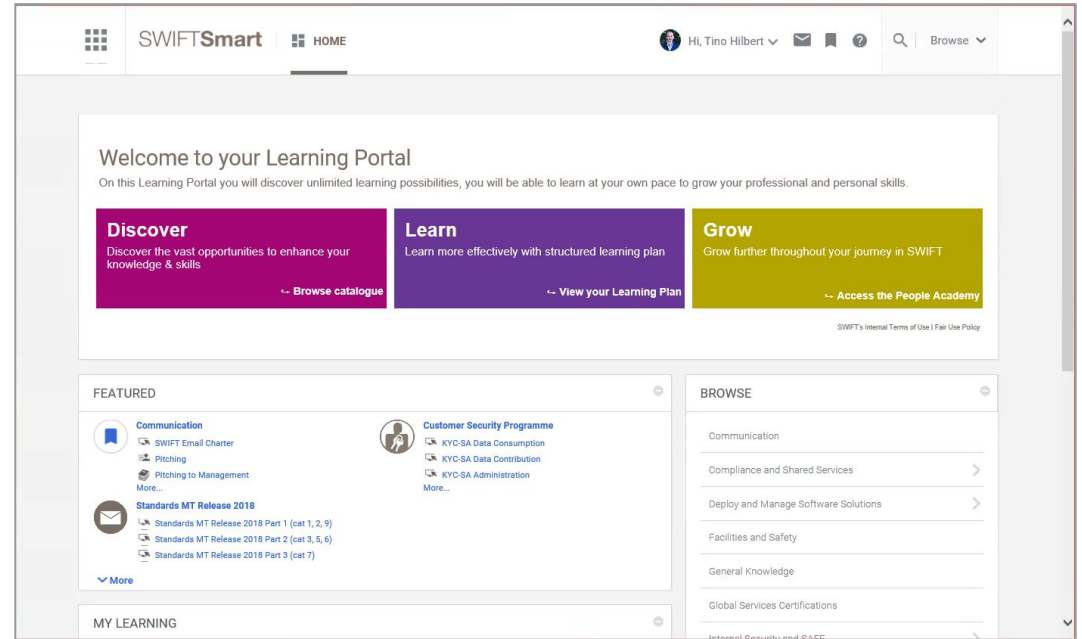 SWIFTSmart
HOME
Hi, Tino Hilbert
Browse
Welcome to your Learning Portal
On this Learning Portal you will discover unlimited learning possibilities, you will be able to learn at your own pace to grow your professional and personal skills.
Discover
Discover the vast opportunities to enhance your
knowledge & skills
Browse catalogue
Learn
Learn more effectively with structured learning plan
View your Learning Plan
Grow
Grow further throughout your journey in SWIFT
Access the People Academy
SWIFT's Internal Terms of Use | Fair Use Policy
FEATURED
Communication
SWIFT Email Charter
Pitching
Pitching to Management
More...
Customer Security Programme
KYC-SA Data Consumption
KYC-SA Data Contribution
KYC-SA Administration
More...
Standards MT Release 2018
Standards MT Release 2018 Part 1 (cat 1, 2, 9)
Standards MT Release 2018 Part 2 (cat 3, 5, 6)
Standards MT Release 2018 Part 3 (cat 7)
More
BROWSE
Communication
Compliance and Shared Services
Deploy and Manage Software Solutions
Facilities and Safety
General Knowledge
Global Services Certifications
Internal Security and SAFE
MY LEARNING